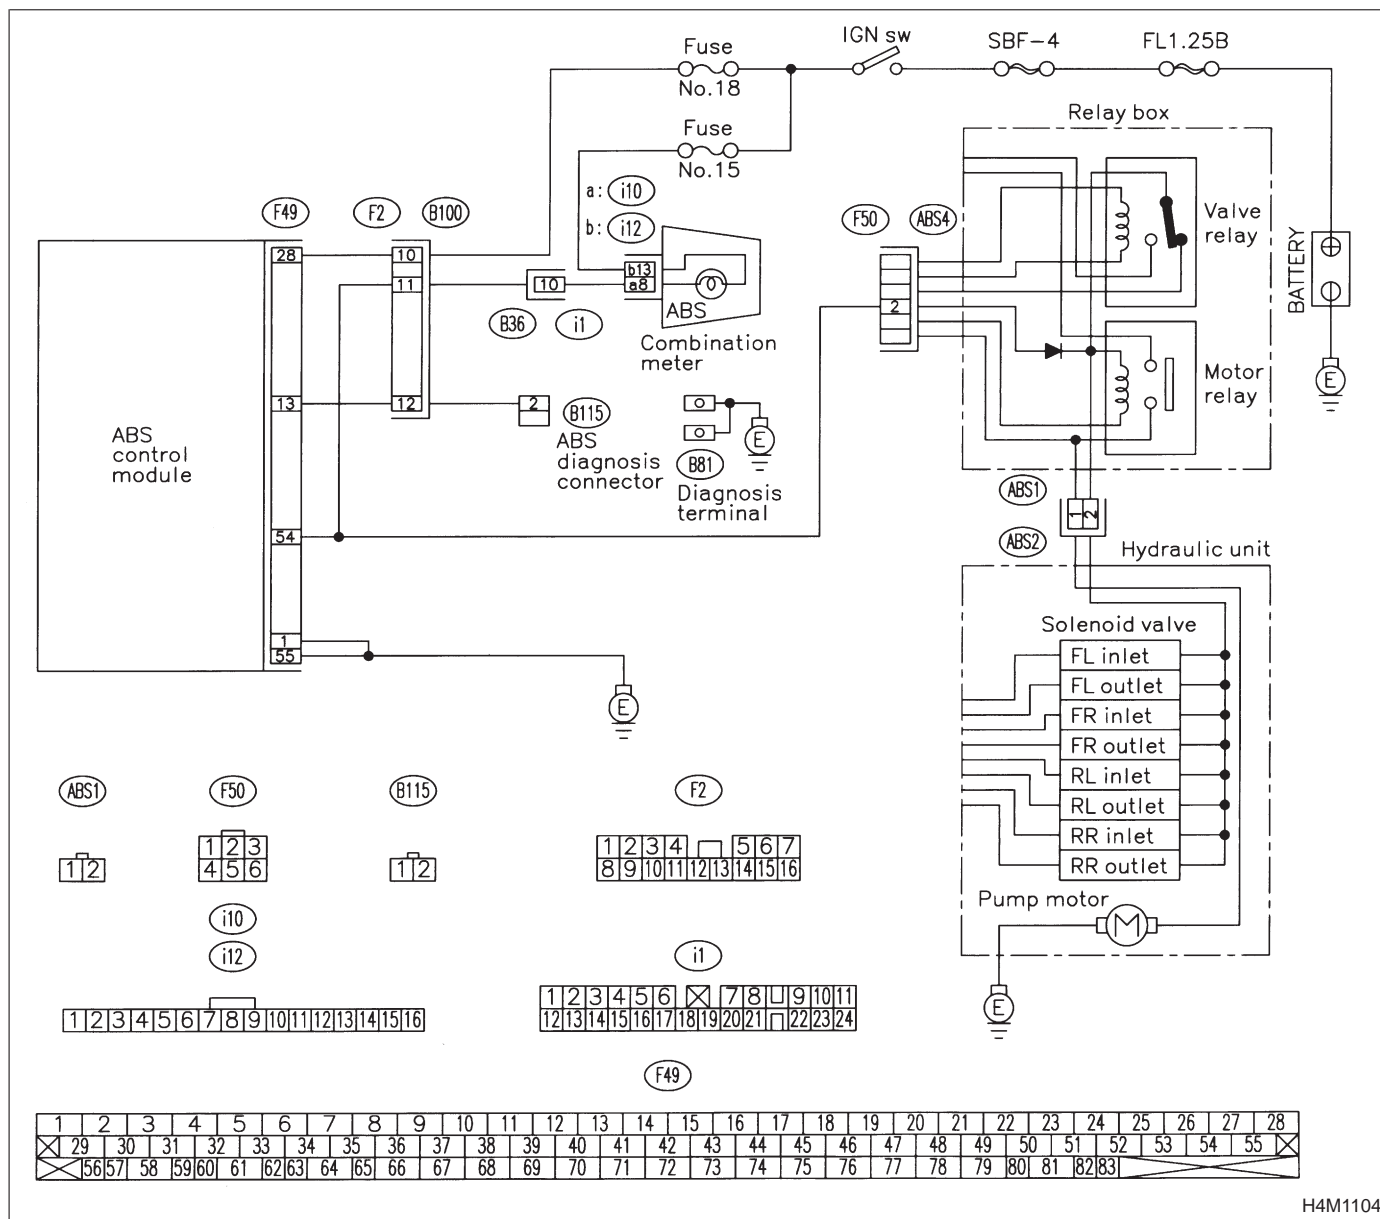 IGN sw
SBF-4
FL1.25B
Fuse
No.18
Fuse
No.15
Relay box
a: i10
b: i12
F49
F2
B100
F50
ABS4
Valve
relay
BATTERY
28
10
11
10
b13
a8
ABS
2
B36
i1
Combination
meter
Motor
relay
E
13
12
2
B115
ABS
diagnosis
connector
E
B81
Diagnosis
terminal
ABS
control
module
54
ABS1
1
2
ABS2
Hydraulic unit
1
55
E
Solenoid valve
FL inlet
FL outlet
FR inlet
FR outlet
RL inlet
RL outlet
RR inlet
RR outlet
Pump motor
M
E
ABS1
F50
B115
F2
1 2
1 2 3
4 5 6
1 2
1 2 3 4 5 6 7
8 9 10 11 12 13 14 15 16
i10
i12
i1
1 2 3 4 5 6 7 8 9 10 11 12 13 14 15 16
1 2 3 4 5 6 7 8 9 10 11
12 13 14 15 16 17 18 19 20 21 22 23 24
F49
1 2 3 4 5 6 7 8 9 10 11 12 13 14 15 16 17 18 19 20 21 22 23 24 25 26 27 28
29 30 31 32 33 34 35 36 37 38 39 40 41 42 43 44 45 46 47 48 49 50 51 52 53 54 55
56 57 58 59 60 61 62 63 64 65 66 67 68 69 70 71 72 73 74 75 76 77 78 79 80 81 82 83
H4M1104